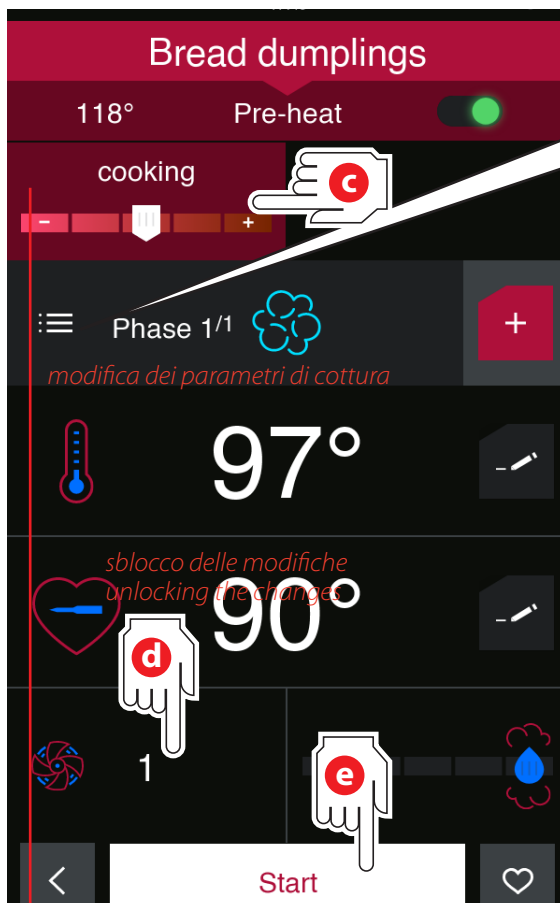 Bread dumplings
118° Pre-heat
cooking
c
- +
Phase 1/1
+
modifica dei parametri di cottura
97°
sblocco delle modifiche
unlocking the changes
90°
d
1
e
Start